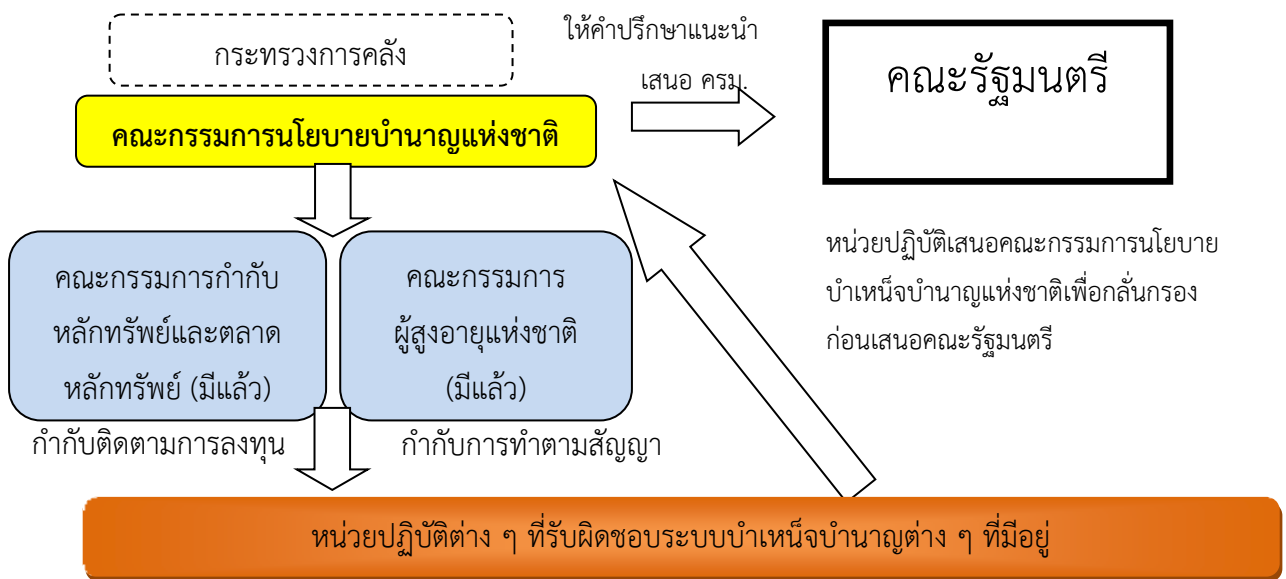 กระทรวงการคลัง
ให้คำปรึกษาแนะนำ
เสนอ ครม.
คณะรัฐมนตรี
คณะกรรมการนโยบายบำนาญแห่งชาติ
คณะกรรมการกำกับ
หลักทรัพย์และตลาด
หลักทรัพย์ (มีแล้ว)
คณะกรรมการ
ผู้สูงอายุแห่งชาติ
(มีแล้ว)
หน่วยปฏิบัติเสนอคณะกรรมการนโยบาย
บำเหน็จบำนาญแห่งชาติเพื่อกลั่นกรอง
ก่อนเสนอคณะรัฐมนตรี
กำกับติดตามการลงทุน
กำกับการทำตามสัญญา
หน่วยปฏิบัติต่าง ๆ ที่รับผิดชอบระบบบำเหน็จบำนาญต่าง ๆ ที่มีอยู่